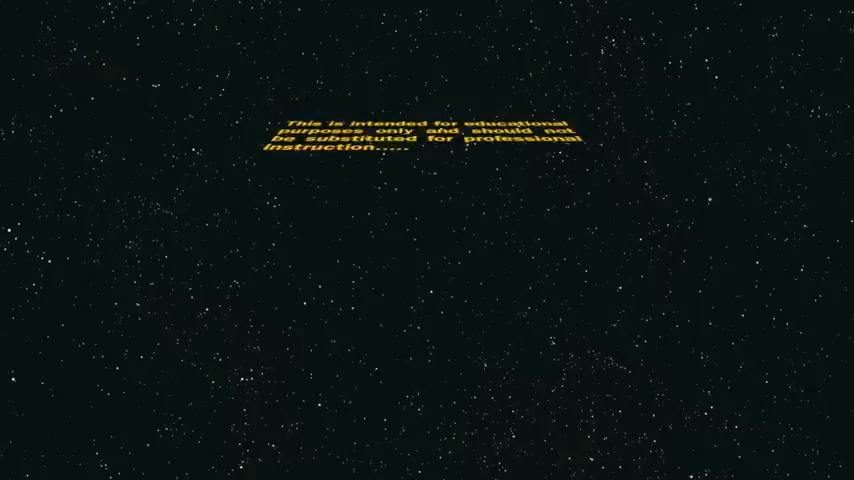 This is intended for educational
purposes only and should not
be substituted for professional
instruction.....